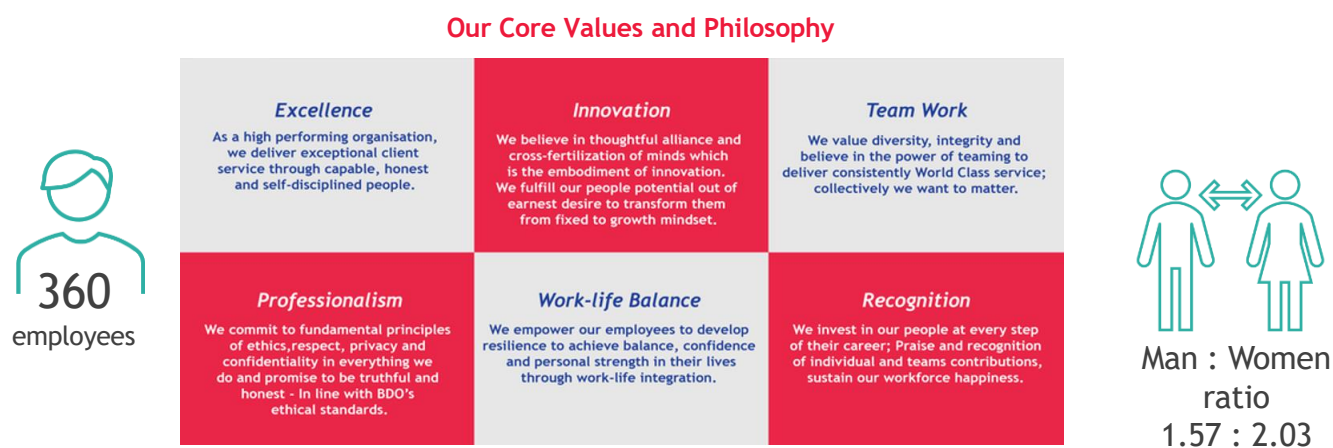 Our Core Values and Philosophy
Excellence
As a high performing organisation,
we deliver exceptional client
service through capable, honest
and self-disciplined people.
Innovation
We believe in thoughtful alliance and
cross-fertilization of minds which
is the embodiment of innovation.
We fulfill our people potential out of
earnest desire to transform them
from fixed to growth mindset.
Team Work
We value diversity, integrity and
believe in the power of teaming to
deliver consistently World Class service;
collectively we want to matter.
360
employees
Professionalism
We commit to fundamental principles
of ethics,respect, privacy and
confidentiality in everything we
do and promise to be truthful and
honest - In line with BDO's
ethical standards.
Work-life Balance
We empower our employees to develop
resilience to achieve balance, confidence
and personal strength in their lives
through work-life integration.
Recognition
We invest in our people at every step
of their career; Praise and recognition
of individual and teams contributions,
sustain our workforce happiness.
Man : Women
ratio
1.57 : 2.03